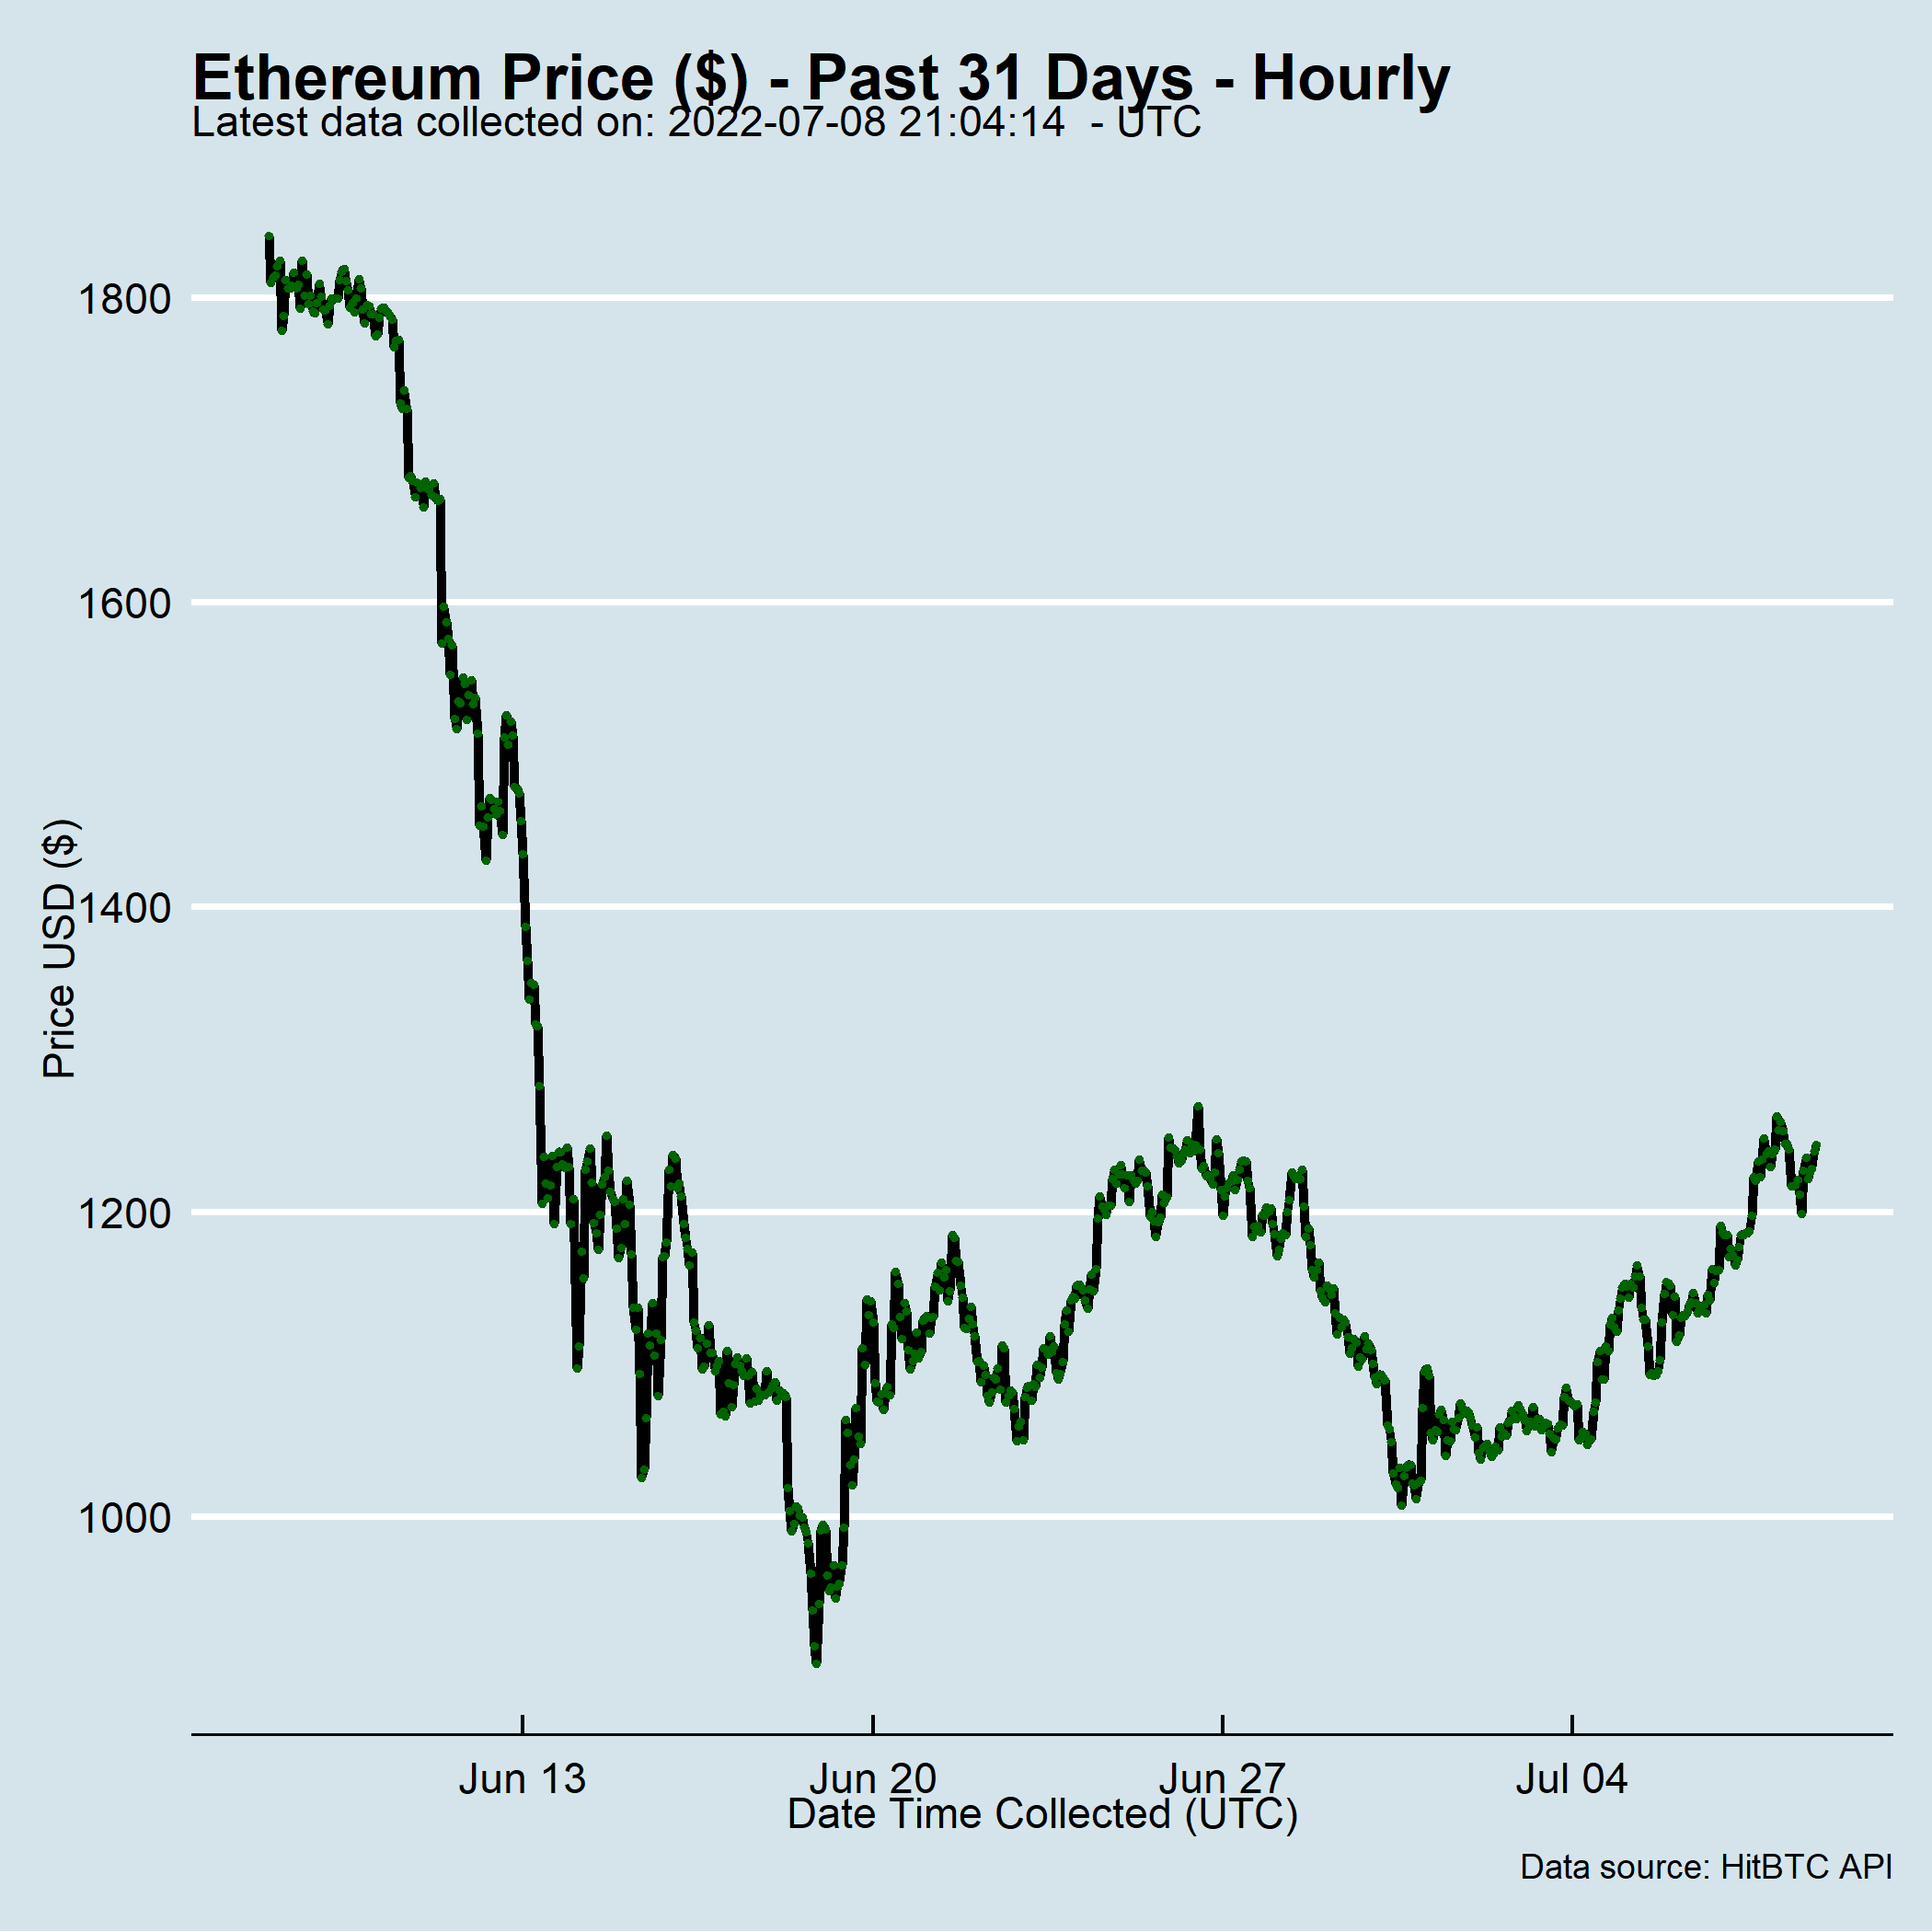 Ethereum Price ($) - Past 31 Days - Hourly
Latest data collected on: 2022-07-08 21:04:14  - UTC
Price USD ($)
1800
1600
1400
1200
1000
Jun 13 Jun 20 Jun 27 Jul 04
Date Time Collected (UTC)
Data source: HitBTC API